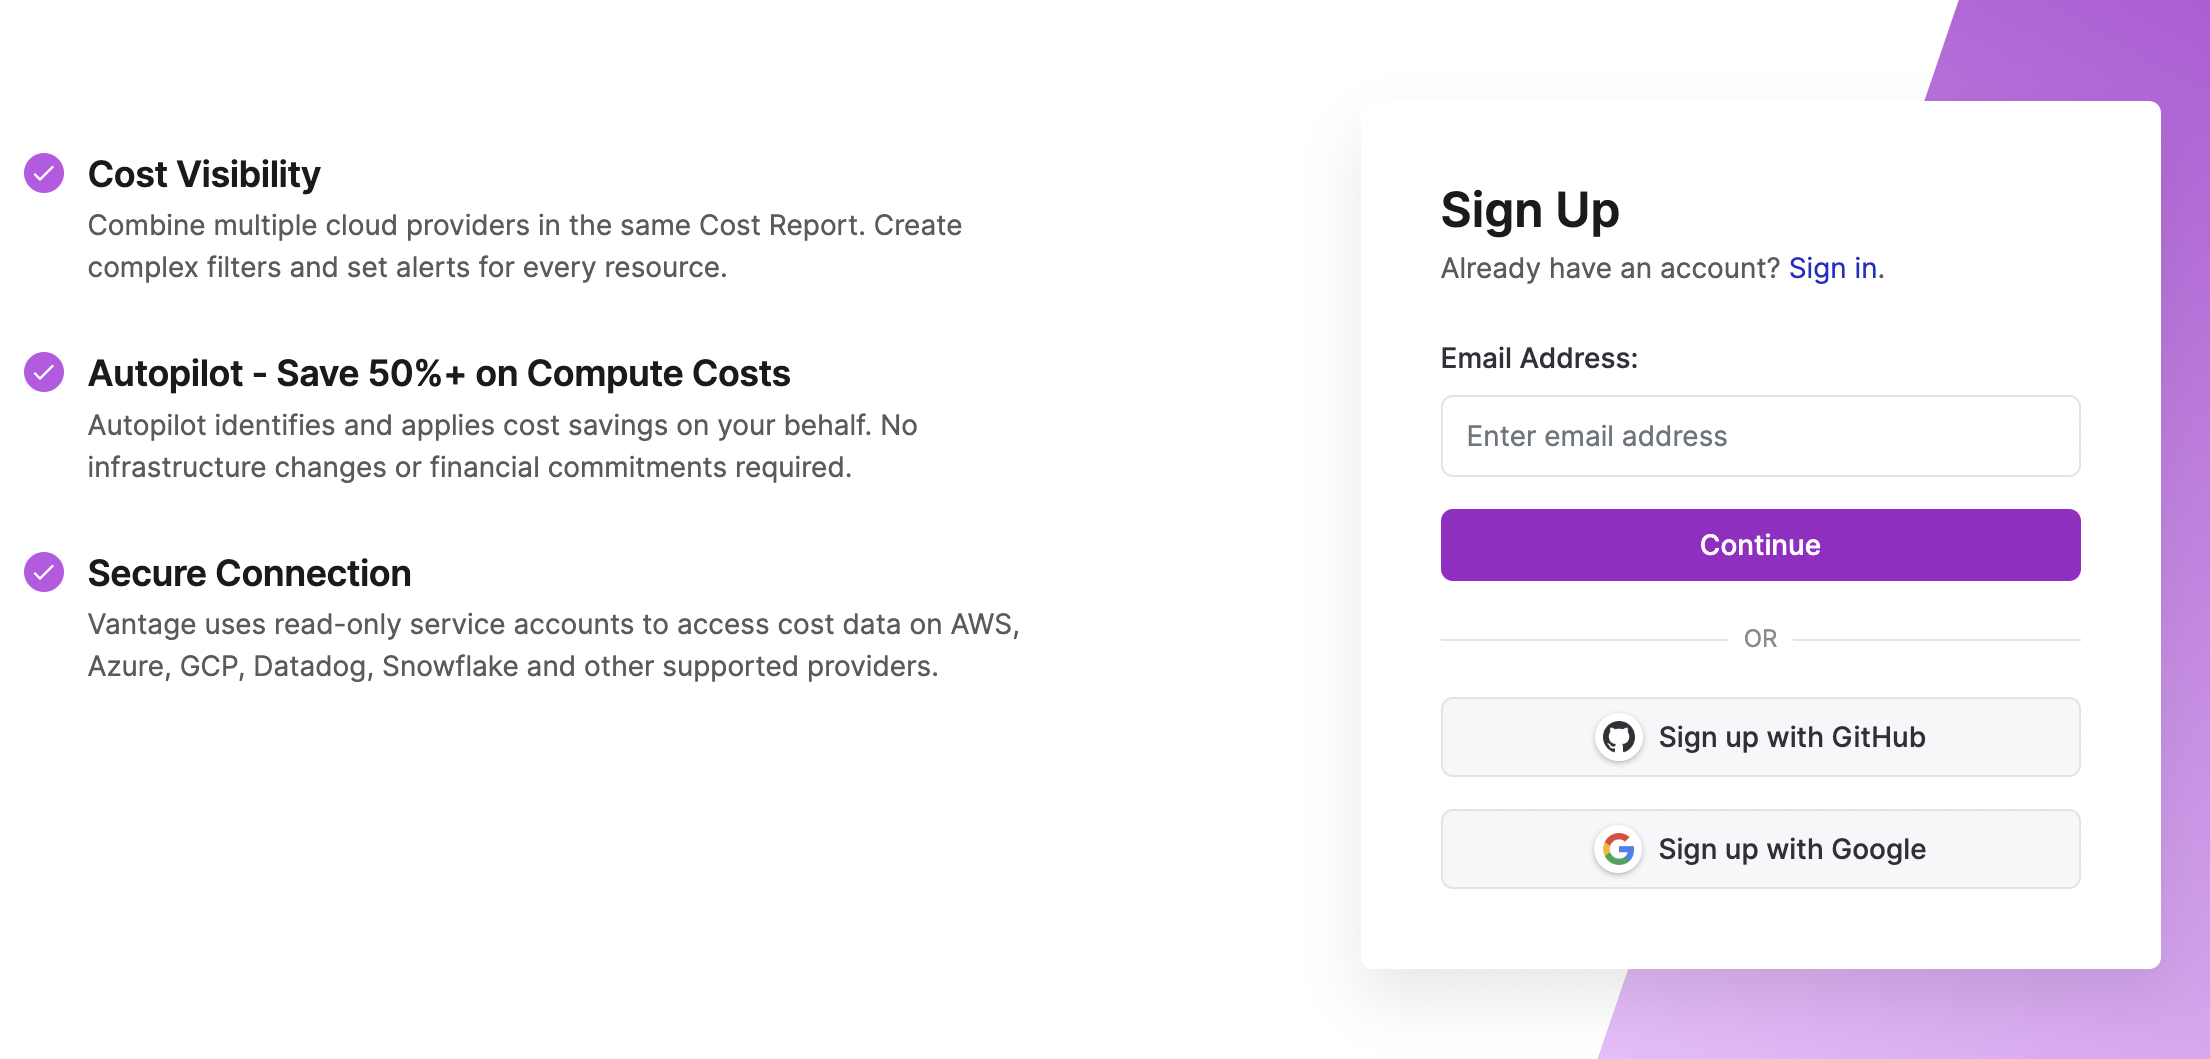 Cost Visibility
Combine multiple cloud providers in the same Cost Report. Create
complex filters and set alerts for every resource.
Autopilot - Save 50%+ on Compute Costs
Autopilot identifies and applies cost savings on your behalf. No
infrastructure changes or financial commitments required.
Secure Connection
Vantage uses read-only service accounts to access cost data on AWS,
Azure, GCP, Datadog, Snowflake and other supported providers.
Sign Up
Already have an account? Sign in.
Email Address:
Enter email address
Continue
OR
Sign up with GitHub
Sign up with Google